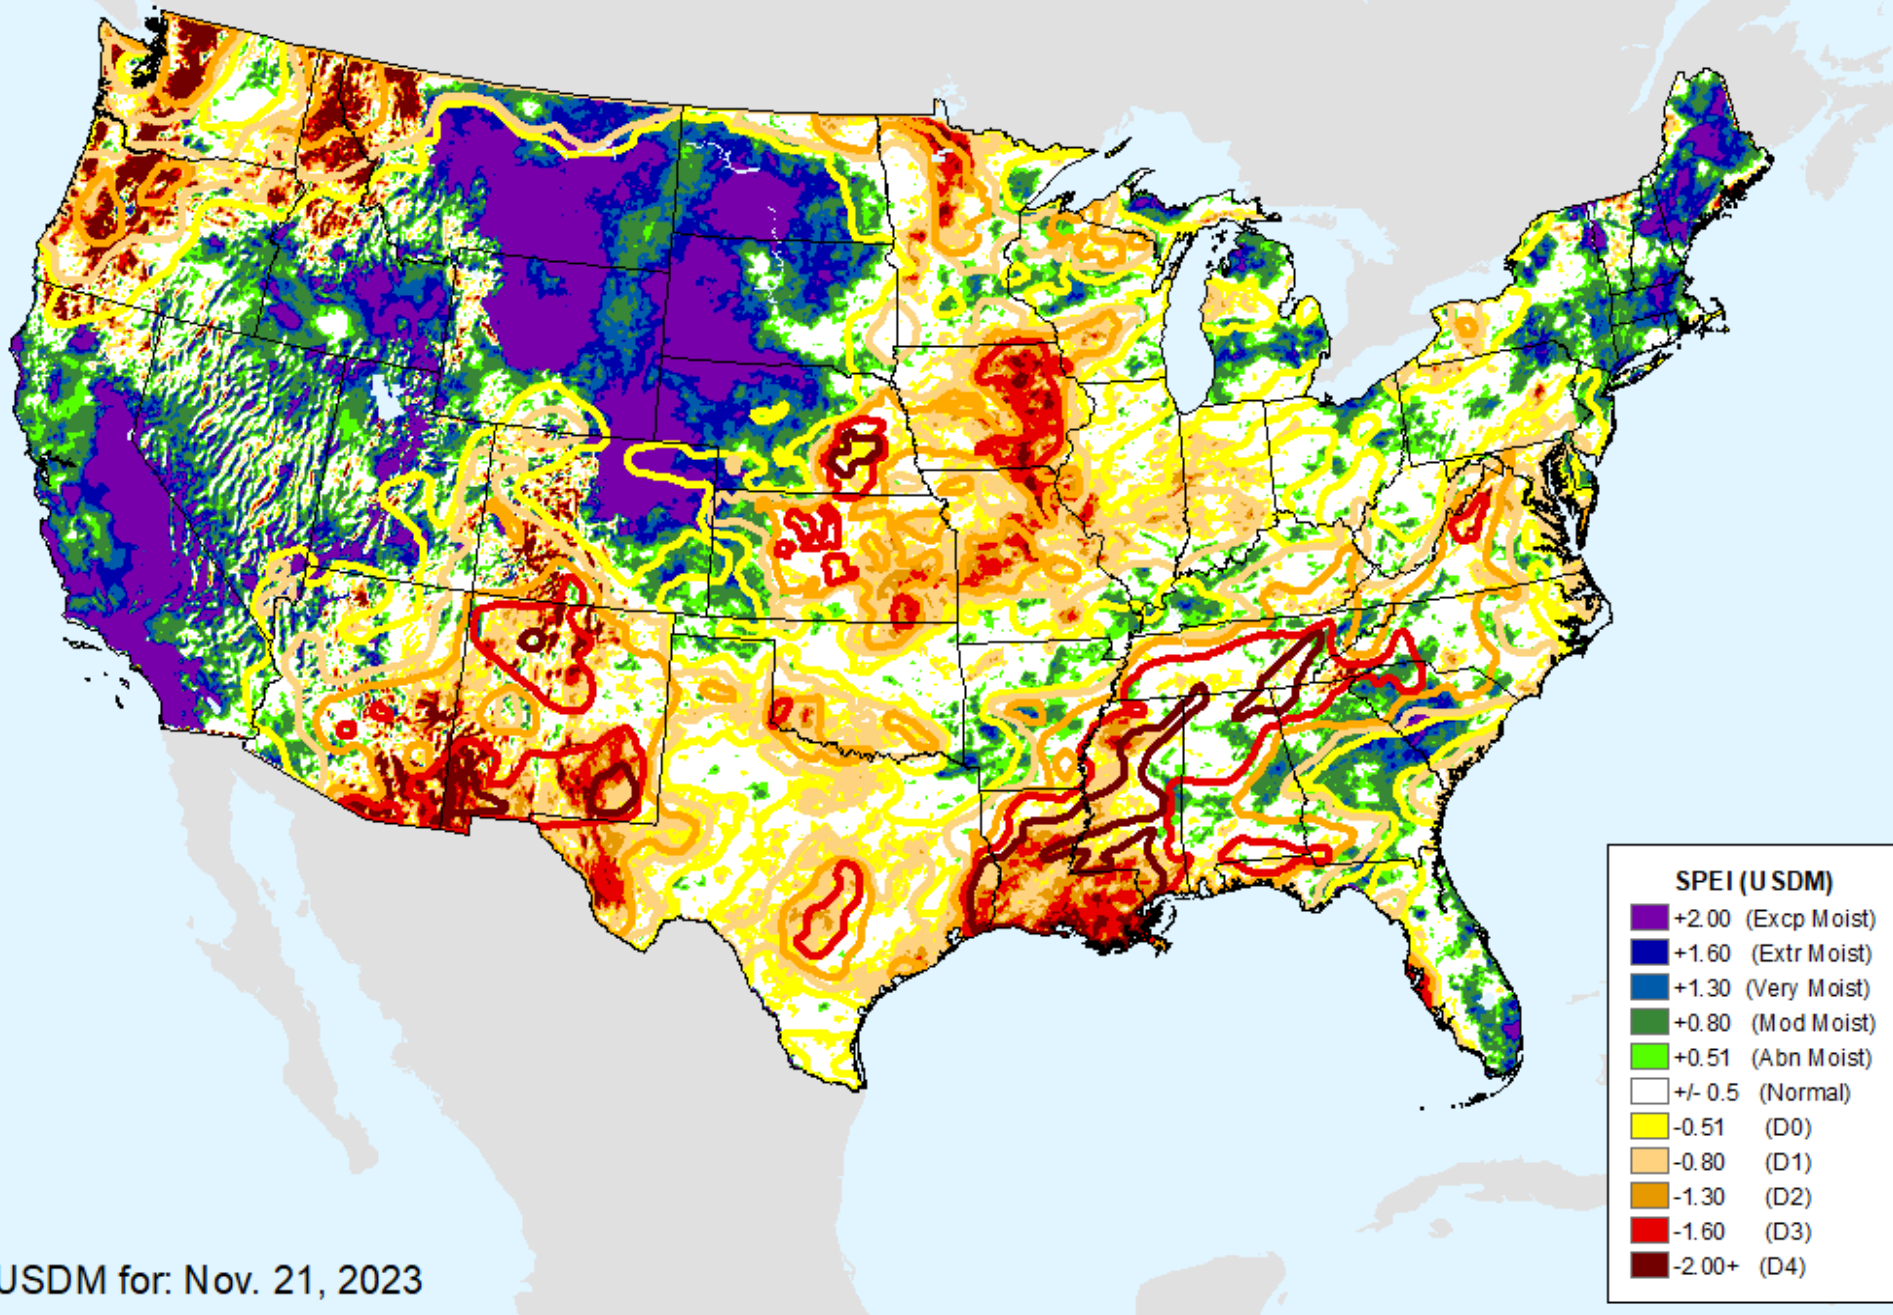 SPEI (USDM)
+2.00 (Excp Moist)
+1.60 (Extr Moist)
+1.30 (Very Moist)
+0.80 (Mod Moist)
+0.51 (Abn Moist)
+/- 0.5 (Normal)
-0.51 (D0)
-0.80 (D1)
-1.30 (D2)
-1.60 (D3)
-2.00+ (D4)
USDM for: Nov. 21, 2023